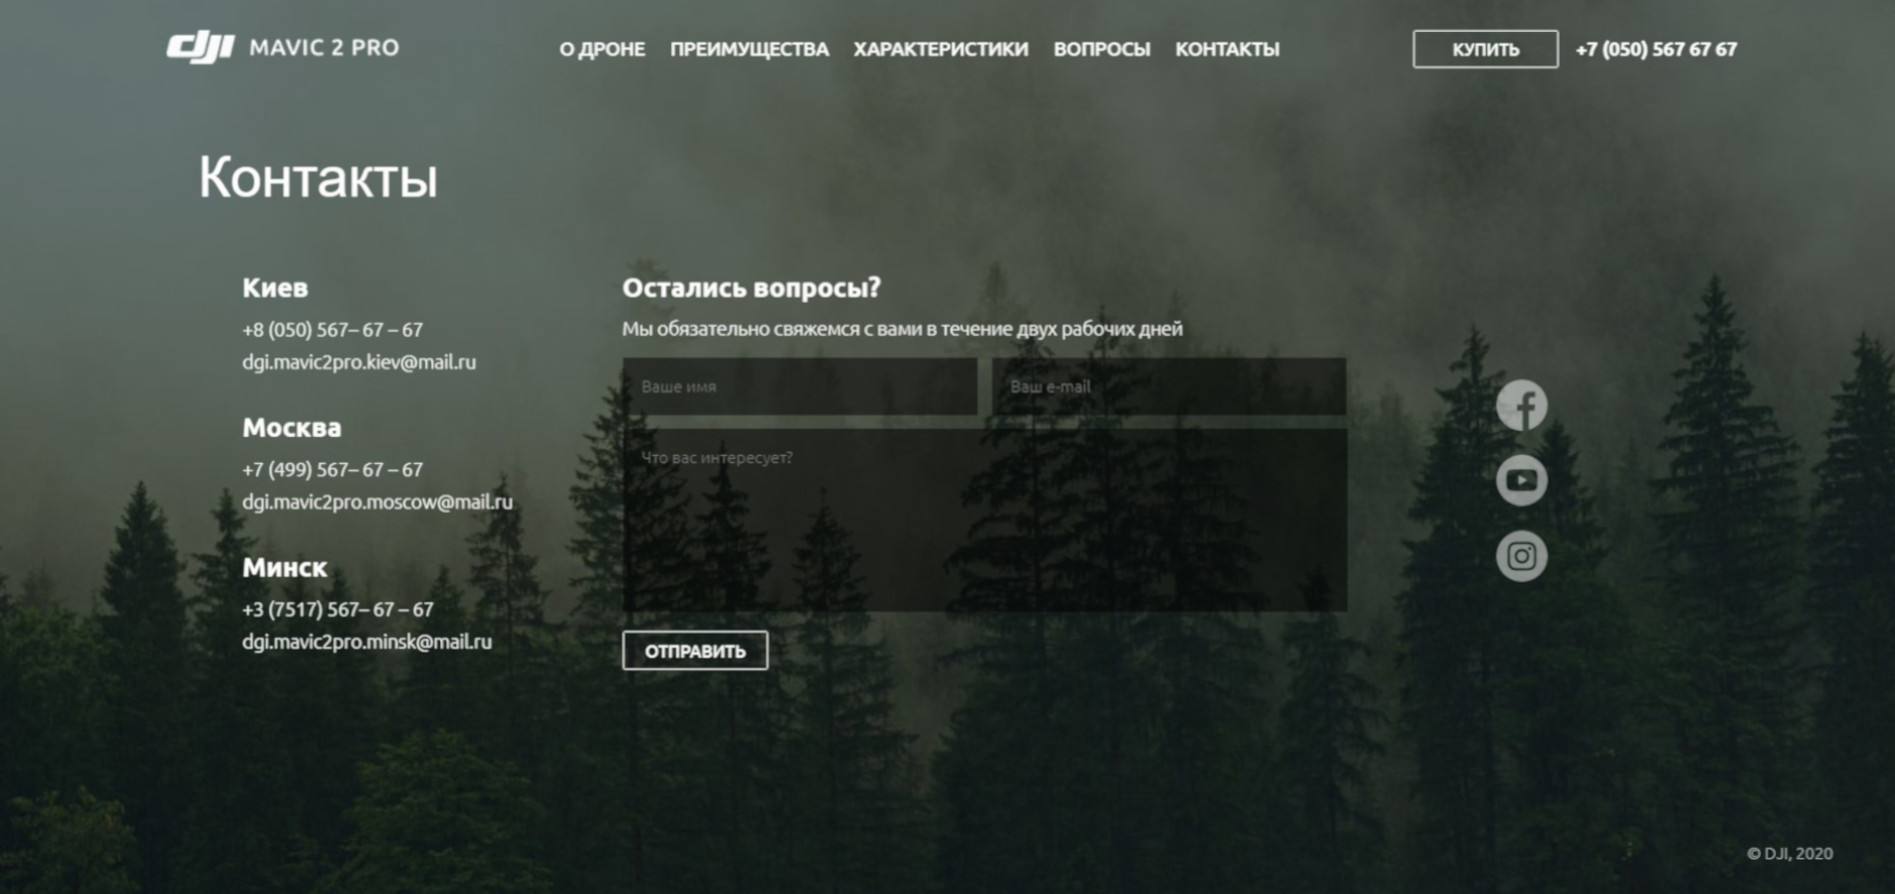 dji MAVIC 2 PRO
О ДРОНЕ ПРЕИМУЩЕСТВА ХАРАКТЕРИСТИКИ ВОПРОСЫ КОНТАКТЫ
КУПИТЬ +7 (050) 567 67 67
Контакты
Киев
+8 (050) 567– 67 – 67
dgi.mavic2pro.kiev@mail.ru
Москва
+7 (499) 567– 67 – 67
dgi.mavic2pro.moscow@mail.ru
Минск
+3 (7517) 567– 67 – 67
dgi.mavic2pro.minsk@mail.ru
Остались вопросы?
Мы обязательно свяжемся с вами в течение двух рабочих дней
Ваше имя
Ваш e-mail
Что вас интересует?
ОТПРАВИТЬ
© DJI, 2020